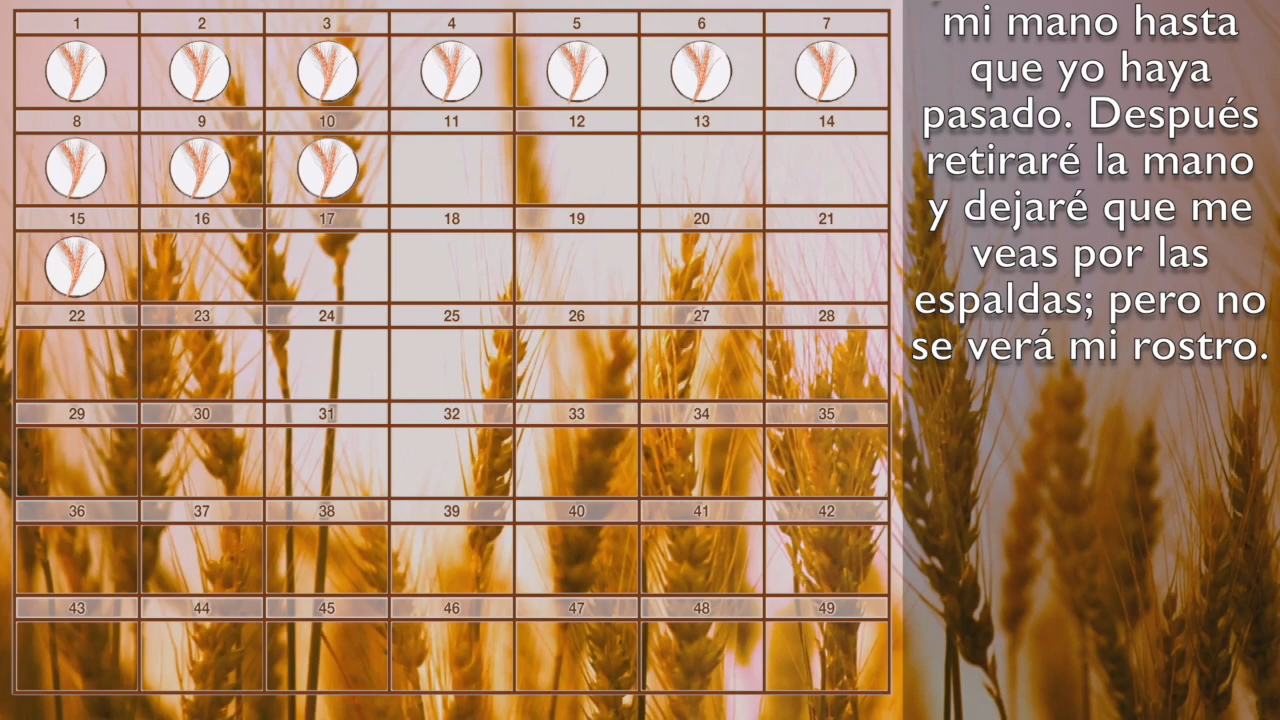 1 2 3 4 5 6 7
8 9 10 11 12 13 14
15 16 17 18 19 20 21
22 23 24 25 26 27 28
29 30 31 32 33 34 35
36 37 38 39 40 41 42
43 44 45 46 47 48 49
mi mano hasta
que yo haya
pasado. Después
retiraré la mano
y dejaré que me
veas por las
espaldas; pero no
se verá mi rostro.